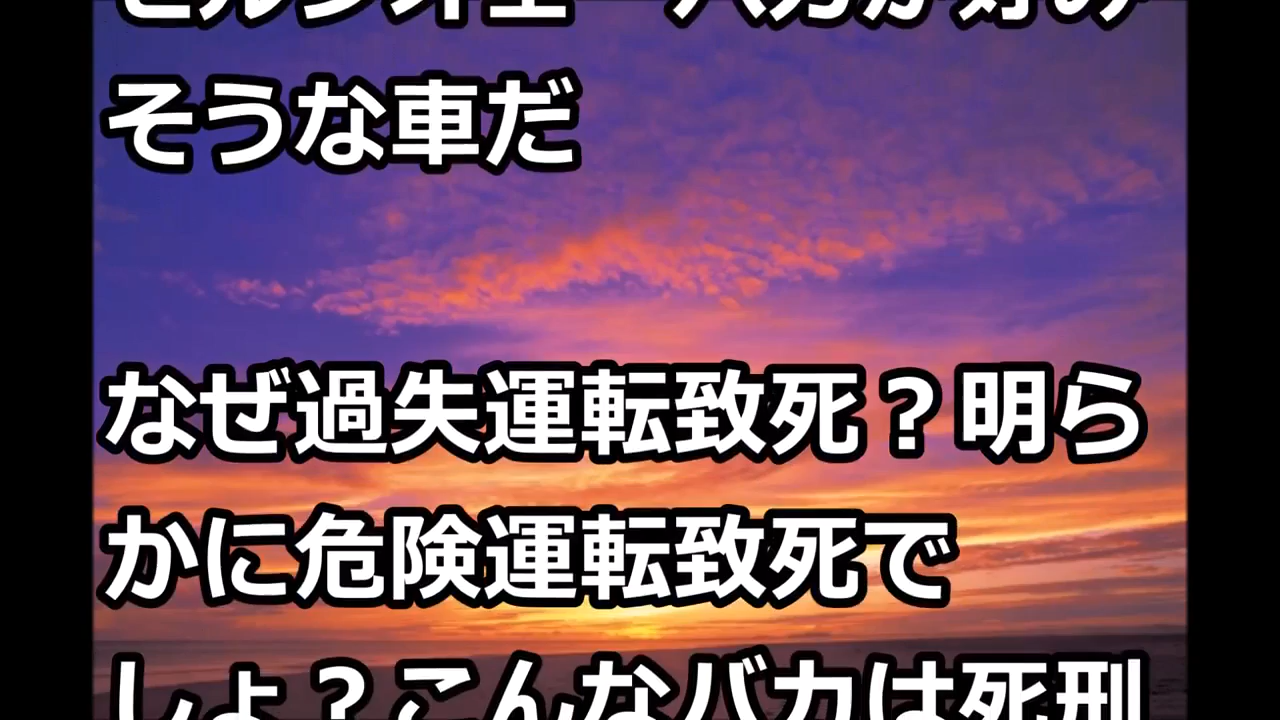 そうな車だ
なぜ過失運転致死？明ら
かに危険運転致死で
しょ？こんなバカは死刑